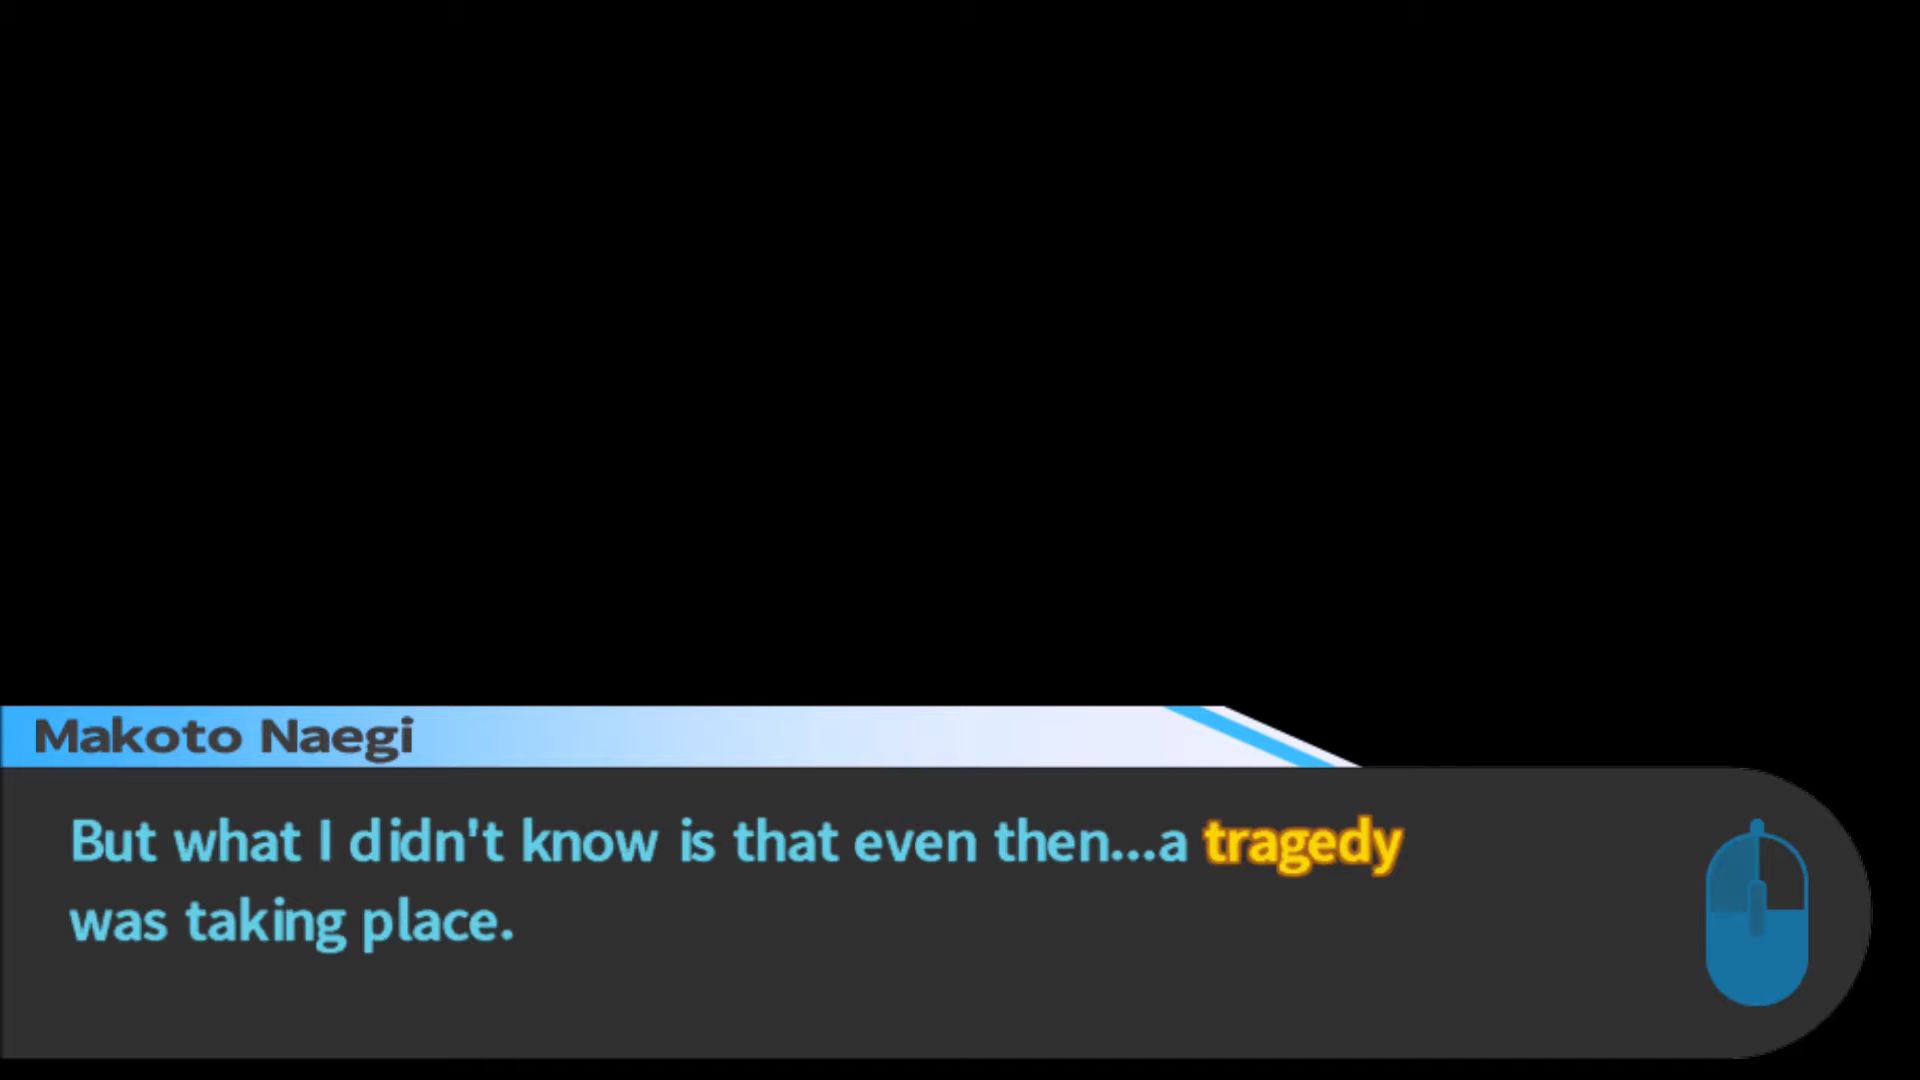 Makoto Naegi
But what I didn't know is that even then...a tragedy
was taking place.